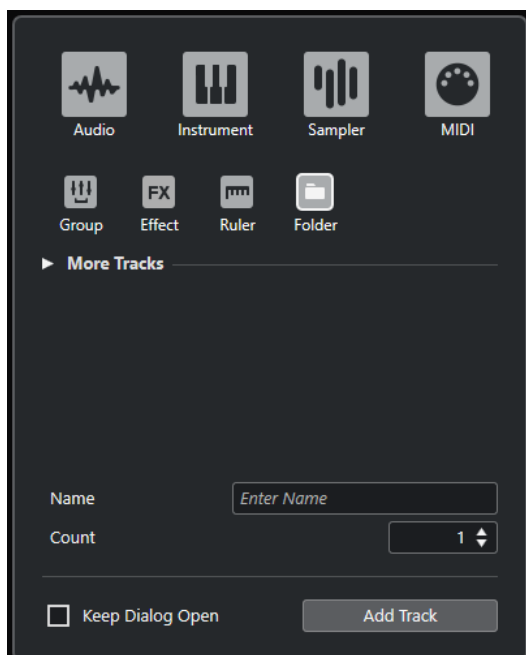 Audio Instrument Sampler MIDI
FX
Group Effect Ruler Folder
More Tracks
Name Enter Name
Count 1
Keep Dialog Open Add Track